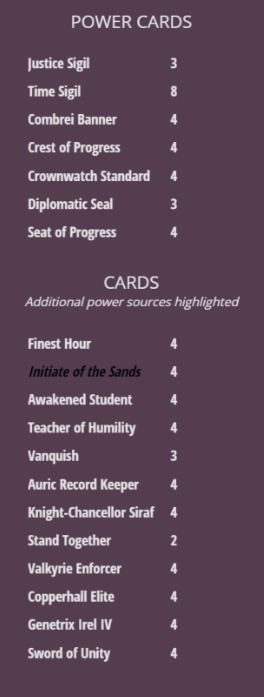 POWER CARDS
Justice Sigil 3
Time Sigil 8
Combrei Banner 4
Crest of Progress 4
Crownwatch Standard 4
Diplomatic Seal 3
Seat of Progress 4
CARDS
Additional power sources highlighted
Finest Hour 4
Initiate of the Sands 4
Awakened Student 4
Teacher of Humility 4
Vanquish 3
Auric Record Keeper 4
Knight-Chancellor Siraf 4
Stand Together 2
Valkyrie Enforcer 4
Copperhall Elite 4
Genetrix Irel IV 4
Sword of Unity 4